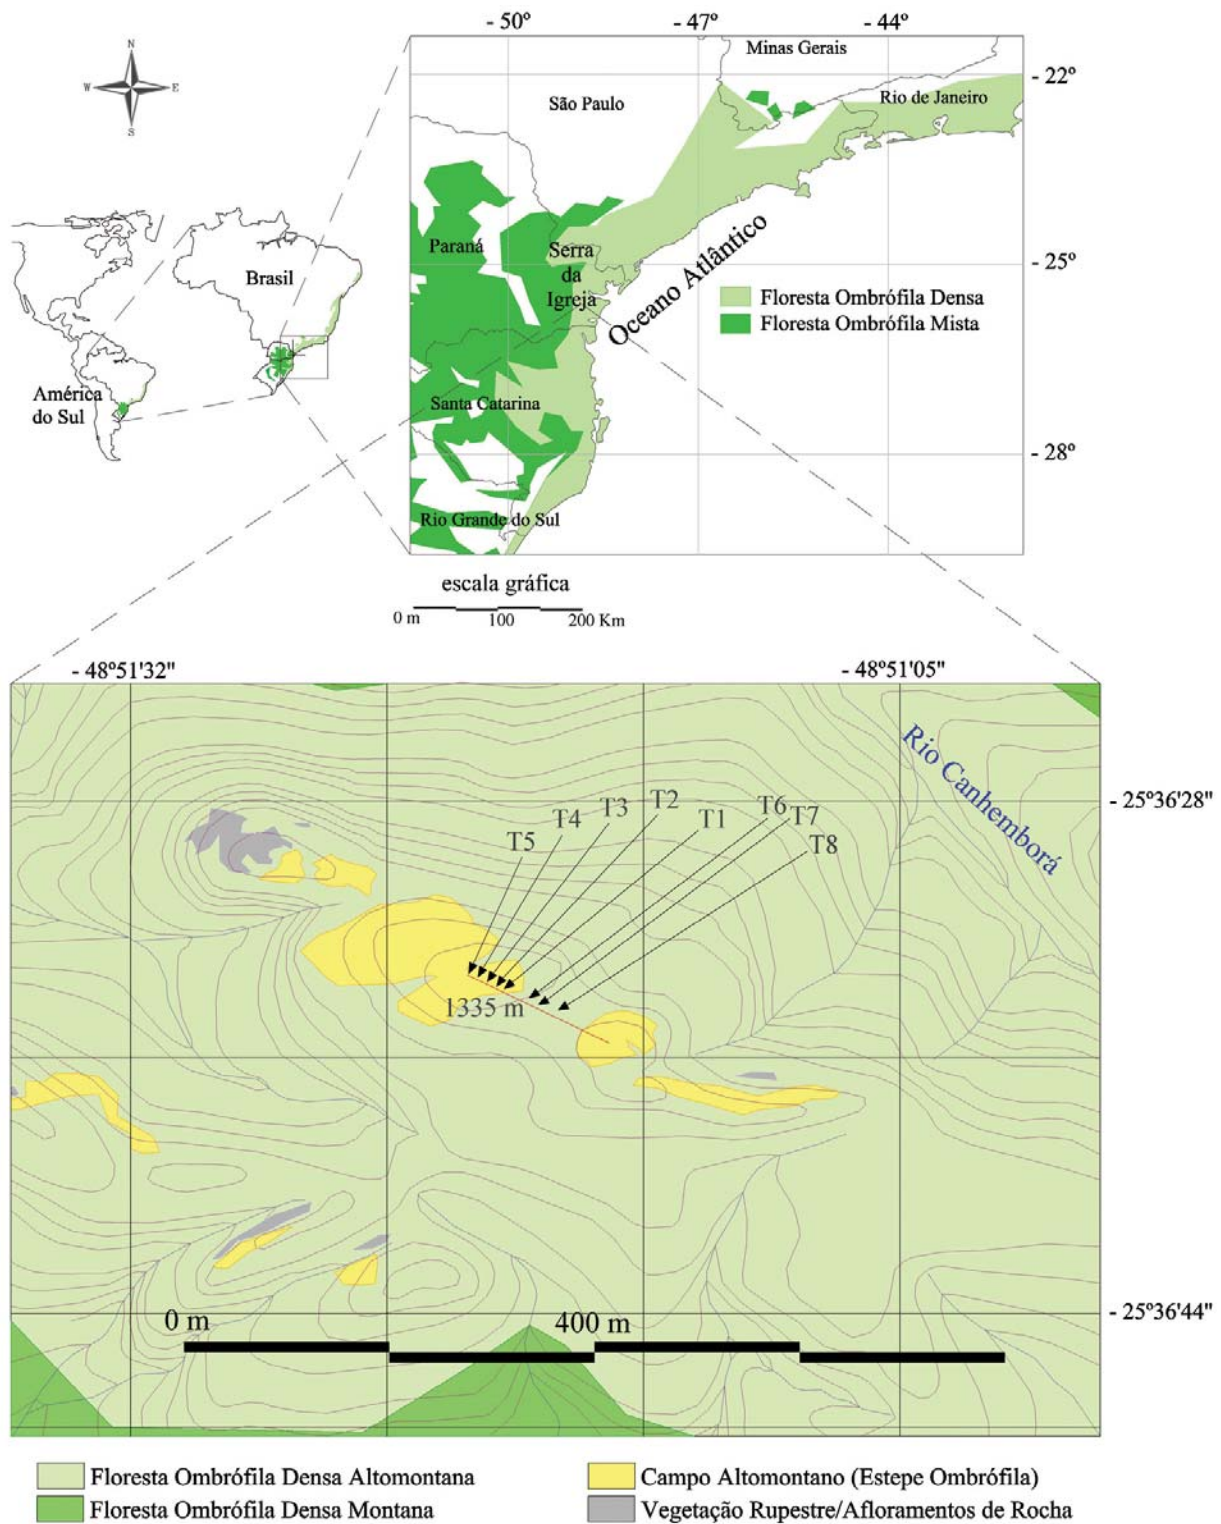 - 50º
- 47º
- 44º
N
W
E
S
Minas Gerais
- 22º
São Paulo
Rio de Janeiro
Paraná
Serra
da
Igreja
- 25º
Oceano Atlântico
Floresta Ombrófila Densa
Floresta Ombrófila Mista
Brasil
América
do Sul
Santa Catarina
- 28º
Rio Grande do Sul
escala gráfica
0 m
100
200 Km
- 48º51'32"
- 48º51'05"
Rio Canhemborá
- 25º36'28"
T5
T4
T3
T2
T1
T6
T7
T8
1335 m
- 25º36'44"
0 m
400 m
Floresta Ombrófila Densa Altomontana
Floresta Ombrófila Densa Montana
Campo Altomontano (Estepe Ombrófila)
Vegetação Rupestre/Afloramentos de Rocha